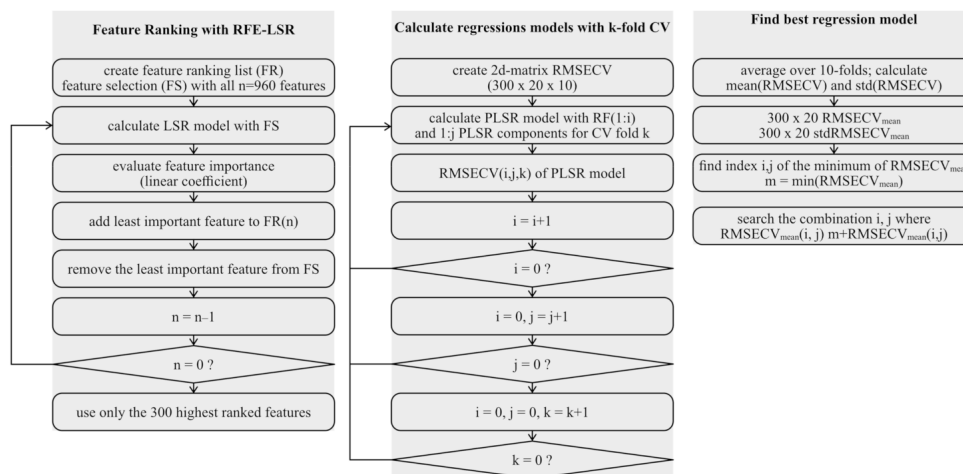 Feature Ranking with RFE-LSR
create feature ranking list (FR)
feature selection (FS) with all n=960 features
calculate LSR model with FS
evaluate feature importance
(linear coefficient)
add least important feature to FR(n)
remove the least important feature from FS
n = n–1
n = 0 ?
use only the 300 highest ranked features
Calculate regressions models with k-fold CV
create 2d-matrix RMSECV
(300 x 20 x 10)
calculate PLSR model with RF(1:i)
and 1:j PLSR components for CV fold k
RMSECV(i,j,k) of PLSR model
i = i+1
i = 0 ?
i = 0, j = j+1
j = 0 ?
i = 0, j = 0, k = k+1
k = 0 ?
Find best regression model
average over 10-folds; calculate
mean(RMSECV) and std(RMSECV)
300 x 20 RMSECVmean
300 x 20 stdRMSECVmean
find index i,j of the minimum of RMSECVmean
m = min(RMSECVmean)
search the combination i, j where
RMSECVmean(i, j) m+RMSECVmean(i,j)